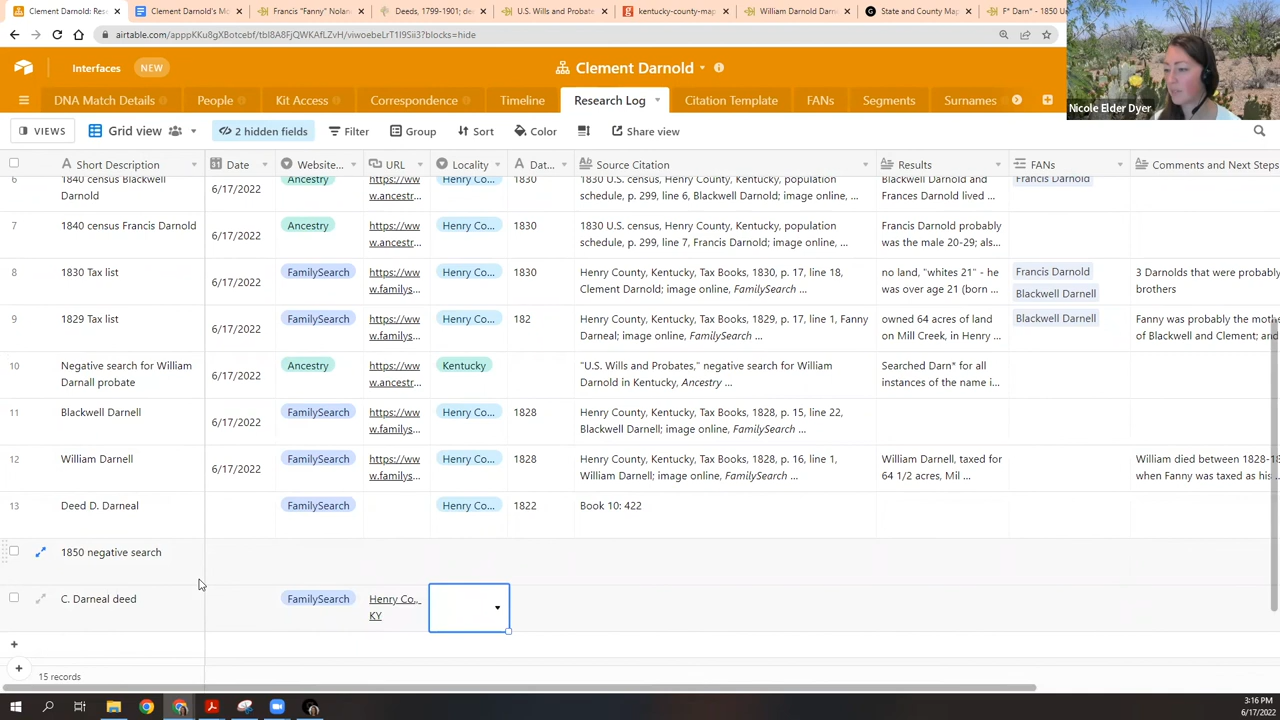 Clement Darnold: Rese
Clement Darnold's Mo
Francis "Fanny" Nolan
Deeds, 1799-1901; de
U.S. Wills and Probates
kentucky-county-map
William Darnold Darn
State and County Map
F* Dam* - 1850 U
airtable.com/apppKKu8gXBotcebf/tbl8A8FjQWKAfLZvH/viwoebeLrT1I9Sii3?blocks=hide
Interfaces
NEW
Clement Darnold
DNA Match Details
People
Kit Access
Correspondence
Timeline
Research Log
Citation Template
FANs
Segments
Surnames
Nicole Elder Dyer
VIEWS
Grid view
2 hidden fields
Filter
Group
Sort
Color
Share view
Short Description
Date
Website...
URL
Locality
Dat...
Source Citation
Results
FANs
Comments and Next Steps
6
1840 census Blackwell
Darnold
6/17/2022
Ancestry
https://ww
w.ancestr...
Henry Co...
1830
1830 U.S. census, Henry County, Kentucky, population
schedule, p. 299, line 6, Blackwell Darnold; image online, ...
Blackwell Darnold and
Frances Darnold lived ...
Francis Darnold
7
1840 census Francis Darnold
6/17/2022
Ancestry
https://ww
w.ancestr...
Henry Co...
1830
1830 U.S. census, Henry County, Kentucky, population
schedule, p. 299, line 7, Francis Darnold; image online, ...
Francis Darnold probably
was the male 20-29; als...
8
1830 Tax list
6/17/2022
FamilySearch
https://ww
w.familys...
Henry Co...
1830
Henry County, Kentucky, Tax Books, 1830, p. 17, line 18,
Clement Darnold; image online, FamilySearch ...
no land, "whites 21" - he
was over age 21 (born ...
Francis Darnold
Blackwell Darnell
3 Darnolds that were probably
brothers
9
1829 Tax list
6/17/2022
FamilySearch
https://ww
w.familys...
Henry Co...
182
Henry County, Kentucky, Tax Books, 1829, p. 17, line 1, Fanny
Darneal; image online, FamilySearch ...
owned 64 acres of land
on Mill Creek, in Henry ...
Blackwell Darnell
Fanny was probably the moth
of Blackwell and Clement; and
10
Negative search for William
Darnall probate
6/17/2022
Ancestry
https://ww
w.ancestr...
Kentucky
"U.S. Wills and Probates," negative search for William
Darnold in Kentucky, Ancestry ...
Searched Darn* for all
instances of the name i...
11
Blackwell Darnell
6/17/2022
FamilySearch
https://ww
w.familys...
Henry Co...
1828
Henry County, Kentucky, Tax Books, 1828, p. 15, line 22,
Blackwell Darnell; image online, FamilySearch ...
12
William Darnell
6/17/2022
FamilySearch
https://ww
w.familys...
Henry Co...
1828
Henry County, Kentucky, Tax Books, 1828, p. 16, line 1,
William Darnell; image online, FamilySearch ...
William Darnell, taxed for
64 1/2 acres, Mil ...
William died between 1828-18
when Fanny was taxed as his
13
Deed D. Darneal
FamilySearch
Henry Co...
1822
Book 10: 422
1850 negative search
C. Darneal deed
FamilySearch
Henry Co.,
KY
15 records
3:16 PM
6/17/2022